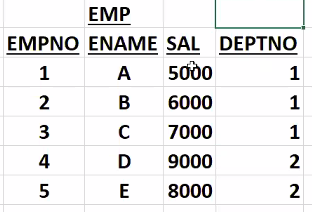 EMP
EMPNO ENAME SAL DEPTNO
1 A 5000 1
2 B 6000 1
3 C 7000 1
4 D 9000 2
5 E 8000 2